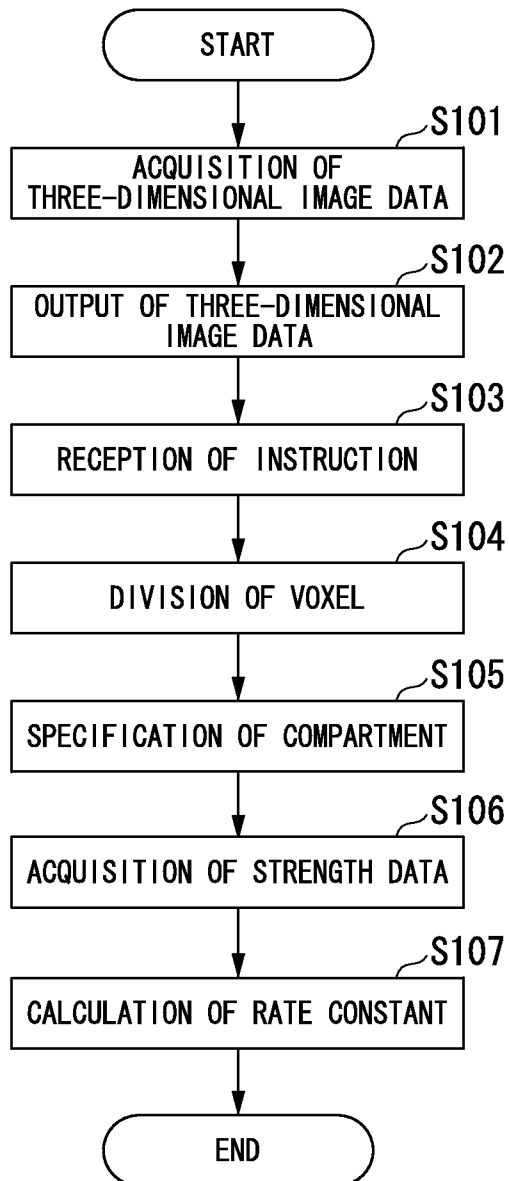 START
S101
ACQUISITION OF
THREE-DIMENSIONAL IMAGE DATA
S102
OUTPUT OF THREE-DIMENSIONAL
IMAGE DATA
S103
RECEPTION OF INSTRUCTION
S104
DIVISION OF VOXEL
S105
SPECIFICATION OF COMPARTMENT
S106
ACQUISITION OF STRENGTH DATA
S107
CALCULATION OF RATE CONSTANT
END